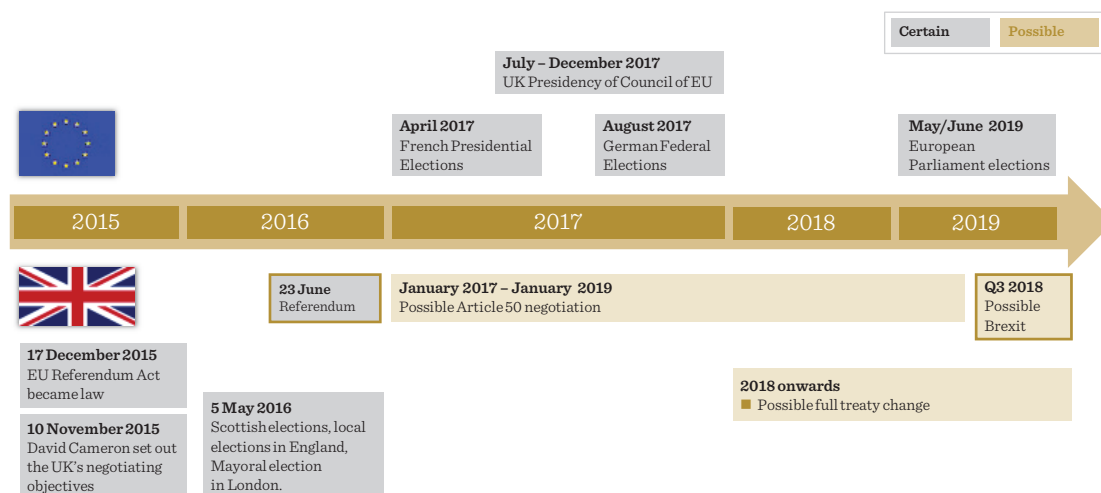 Certain
Possible
July – December 2017
UK Presidency of Council of EU
April 2017
French Presidential
Elections
August 2017
German Federal
Elections
May/June 2019
European
Parliament elections
2015
2016
2017
2018
2019
23 June
Referendum
January 2017 – January 2019
Possible Article 50 negotiation
Q3 2018
Possible
Brexit
17 December 2015
EU Referendum Act
became law
10 November 2015
David Cameron set out
the UK's negotiating
objectives
5 May 2016
Scottish elections, local
elections in England,
Mayoral election
in London.
2018 onwards
Possible full treaty change